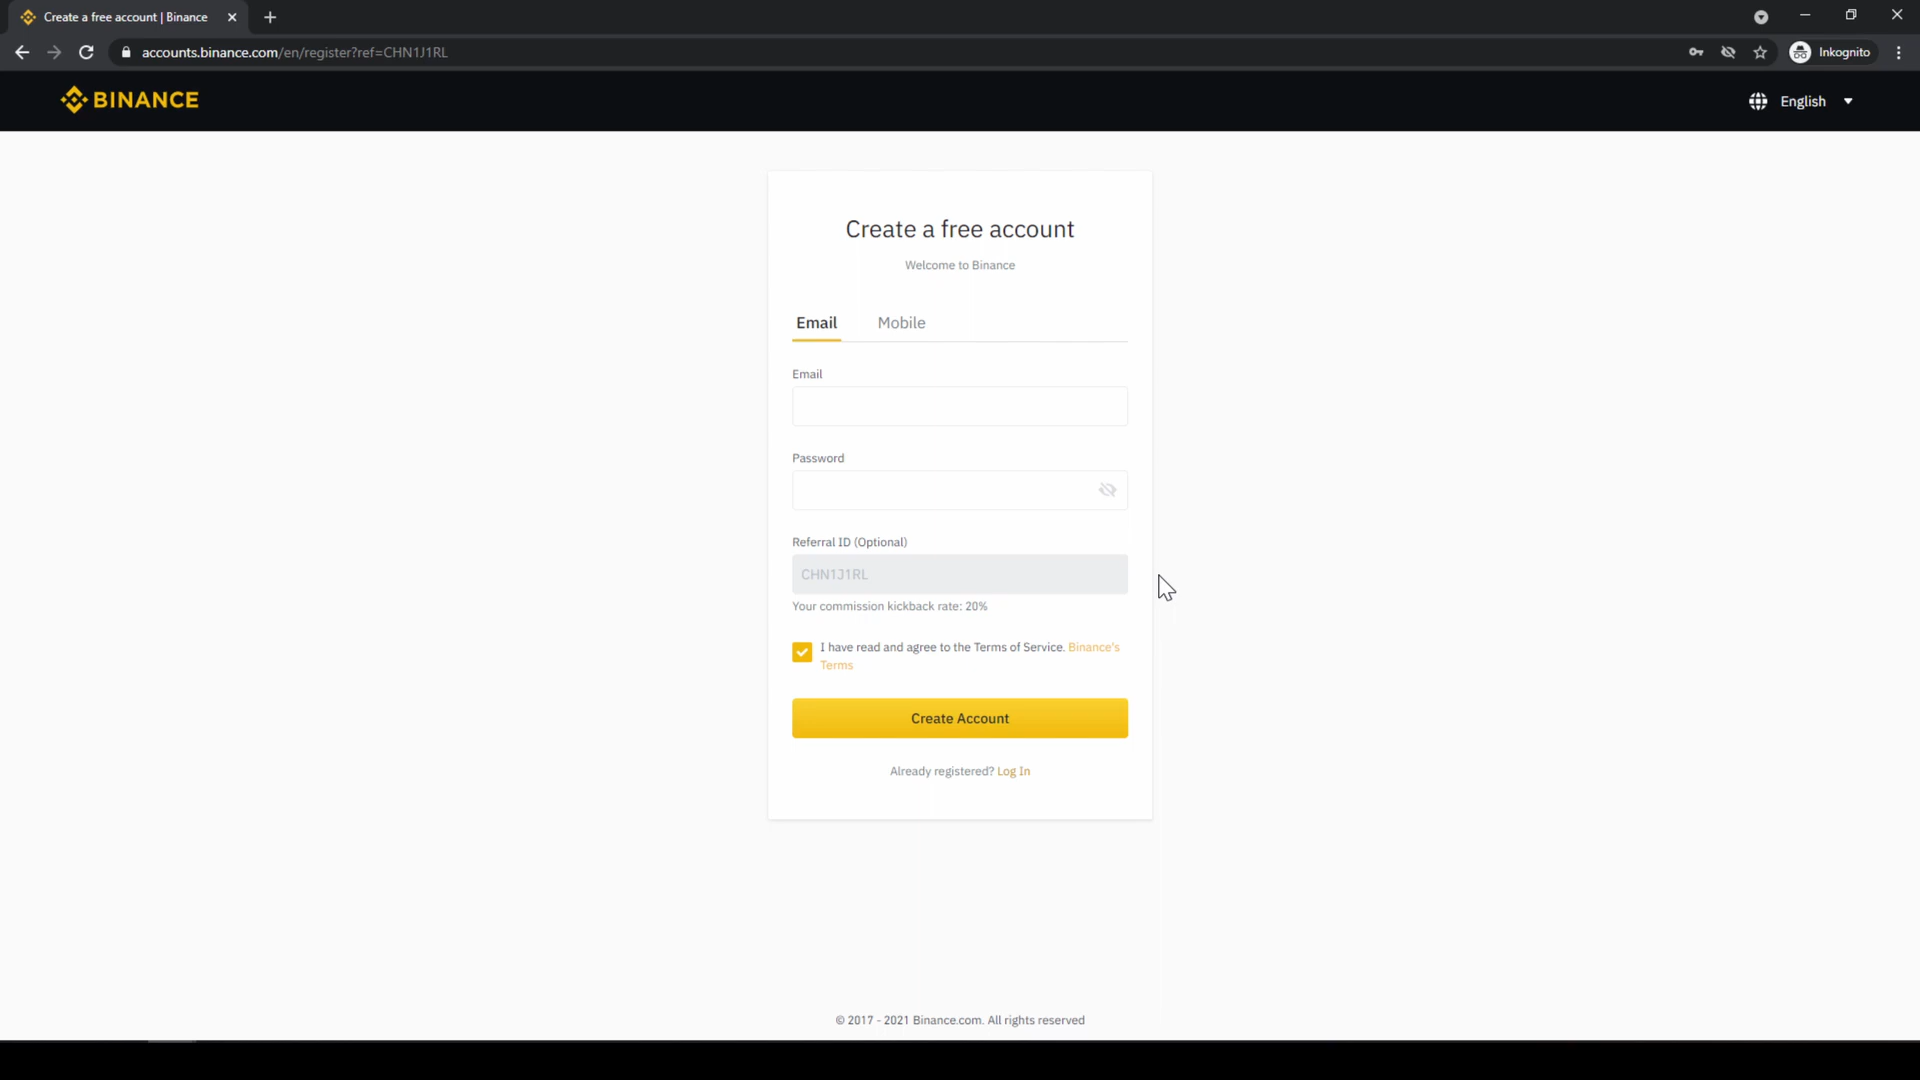 Create a free account | Binance
accounts.binance.com/en/register?ref=CHN1J1RL
Inkognito
BINANCE
English
Create a free account
Welcome to Binance
Email Mobile
Email
Password
Referral ID (Optional)
CHN1J1RL
Your commission kickback rate: 20%
I have read and agree to the Terms of Service. Binance's
Terms
Create Account
Already registered? Log In
© 2017 - 2021 Binance.com. All rights reserved